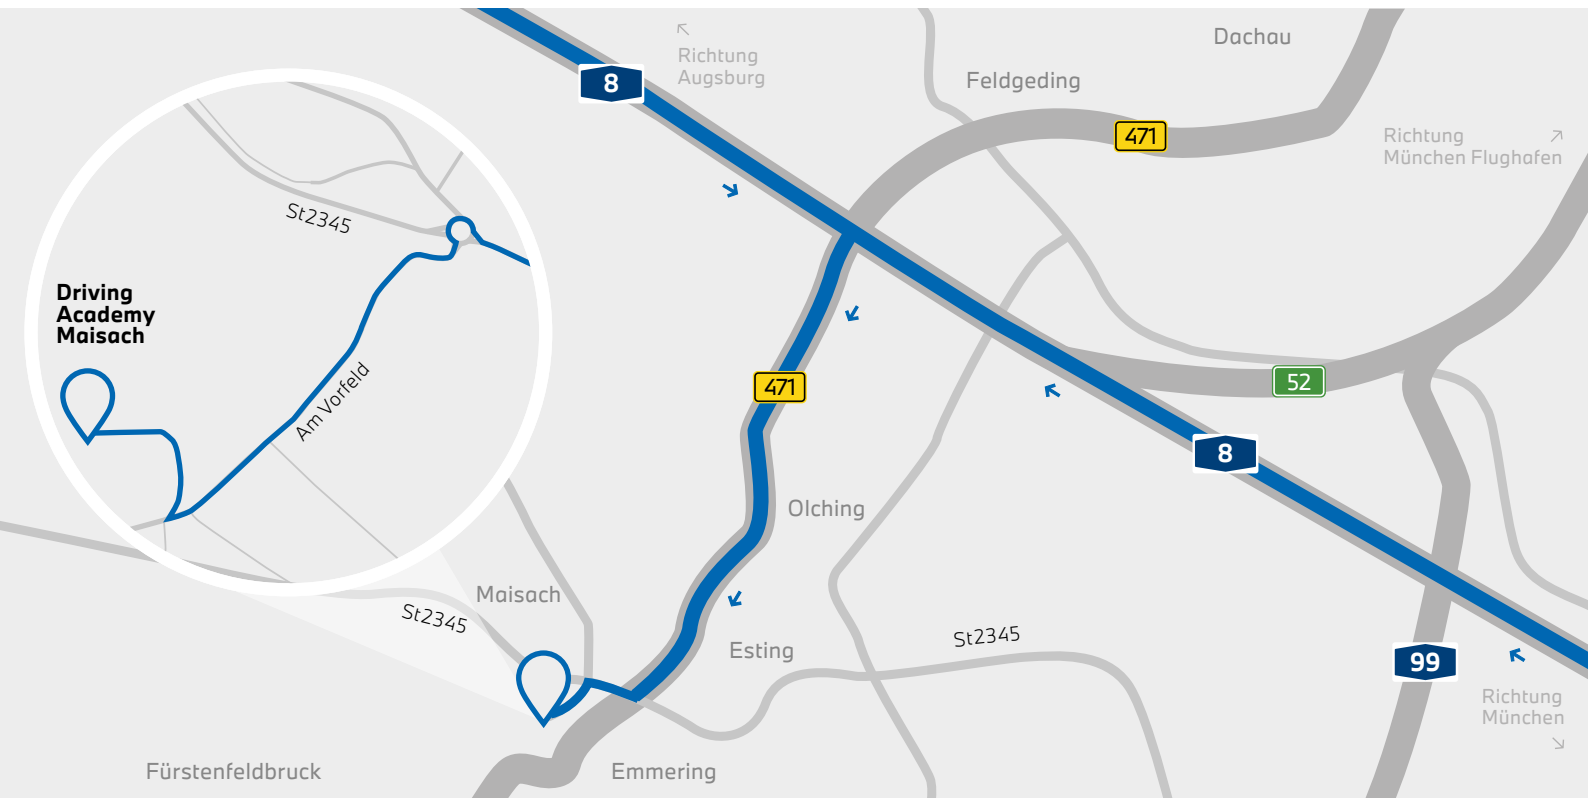 Richtung
Augsburg
8
Dachau
Feldgeding
471
Richtung
München Flughafen
St2345
Driving
Academy
Maisach
Am Vorfeld
471
52
8
Olching
Maisach
St2345
Esting
St2345
99
Richtung
München
Fürstenfeldbruck
Emmering